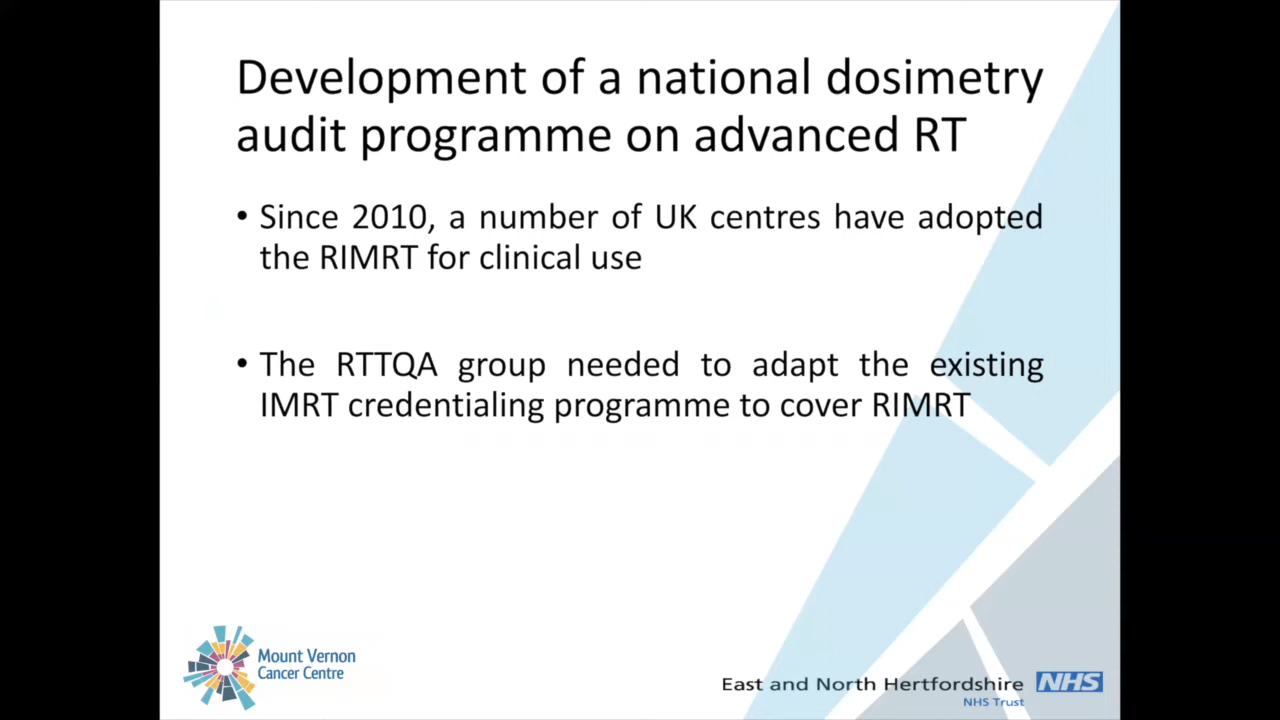 Development of a national dosimetry
audit programme on advanced RT
• Since 2010, a number of UK centres have adopted
the RIMRT for clinical use
• The RTTQA group needed to adapt the existing
IMRT credentialing programme to cover RIMRT
Mount Vernon
Cancer Centre
East and North Hertfordshire NHS
NHS Trust